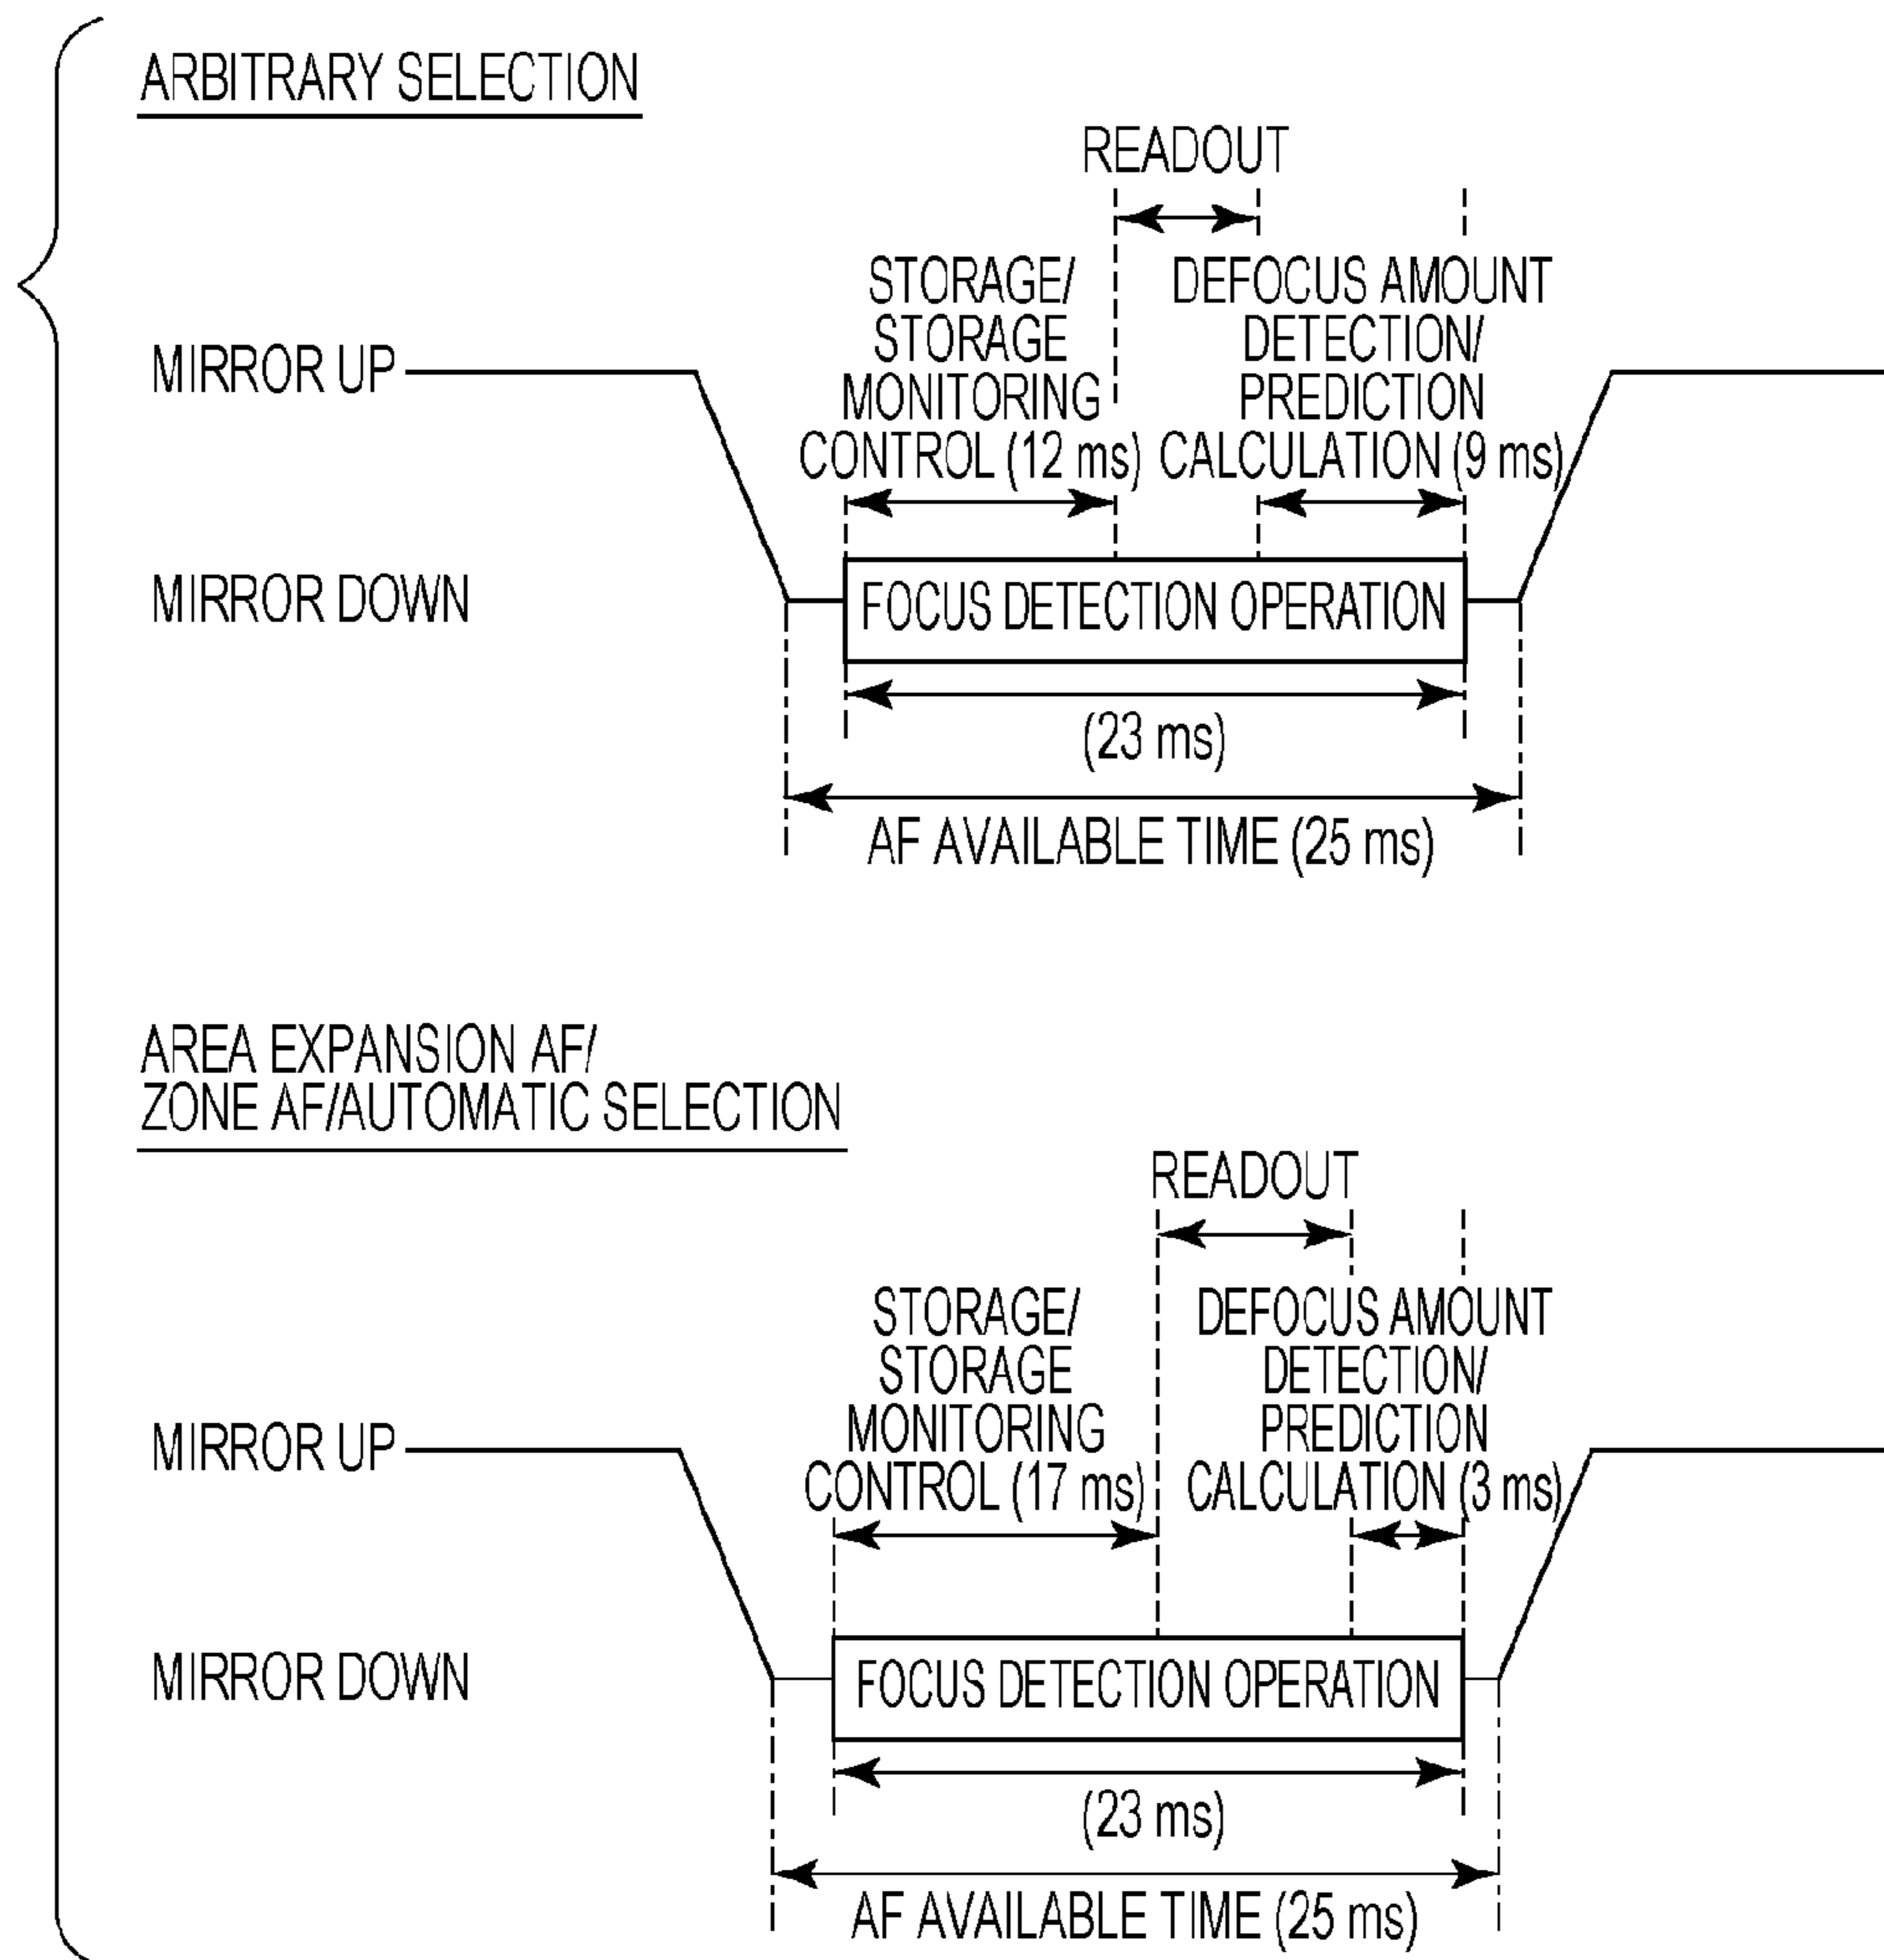 ARBITRARY SELECTION
READOUT
STORAGE/
STORAGE
MONITORING
CONTROL (12 ms)
DEFOCUS AMOUNT
DETECTION/
PREDICTION
CALCULATION (9 ms)
MIRROR UP
MIRROR DOWN
FOCUS DETECTION OPERATION
(23 ms)
AF AVAILABLE TIME (25 ms)
AREA EXPANSION AF/
ZONE AF/AUTOMATIC SELECTION
READOUT
STORAGE/
STORAGE
MONITORING
CONTROL (17 ms)
DEFOCUS AMOUNT
DETECTION/
PREDICTION
CALCULATION (3 ms)
MIRROR UP
MIRROR DOWN
FOCUS DETECTION OPERATION
(23 ms)
AF AVAILABLE TIME (25 ms)